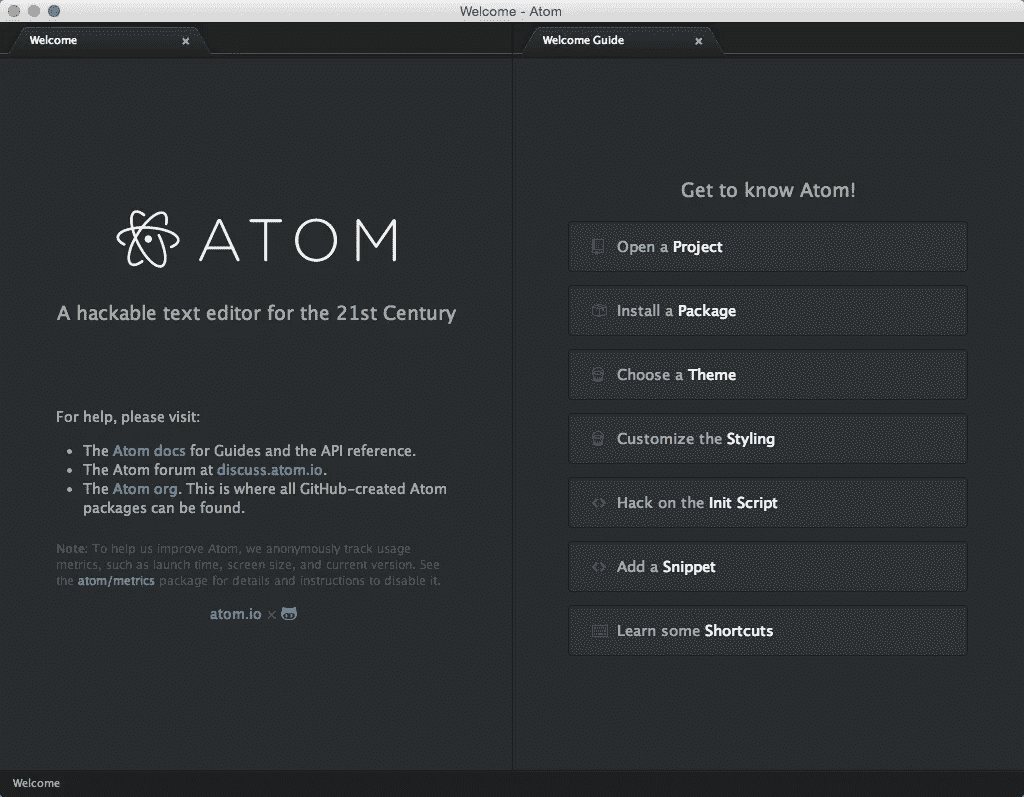 Welcome - Atom
Welcome
Welcome Guide
ATOM
A hackable text editor for the 21st Century
For help, please visit:
• The Atom docs for Guides and the API reference.
• The Atom forum at discuss.atom.io.
• The Atom org. This is where all GitHub-created Atom
packages can be found.
Note: To help us improve Atom, we anonymously track usage
metrics, such as launch time, screen size, and current version. See
the atom/metrics package for details and instructions to disable it.
atom.io ×
Get to know Atom!
Open a Project
Install a Package
Choose a Theme
Customize the Styling
Hack on the Init Script
Add a Snippet
Learn some Shortcuts
Welcome